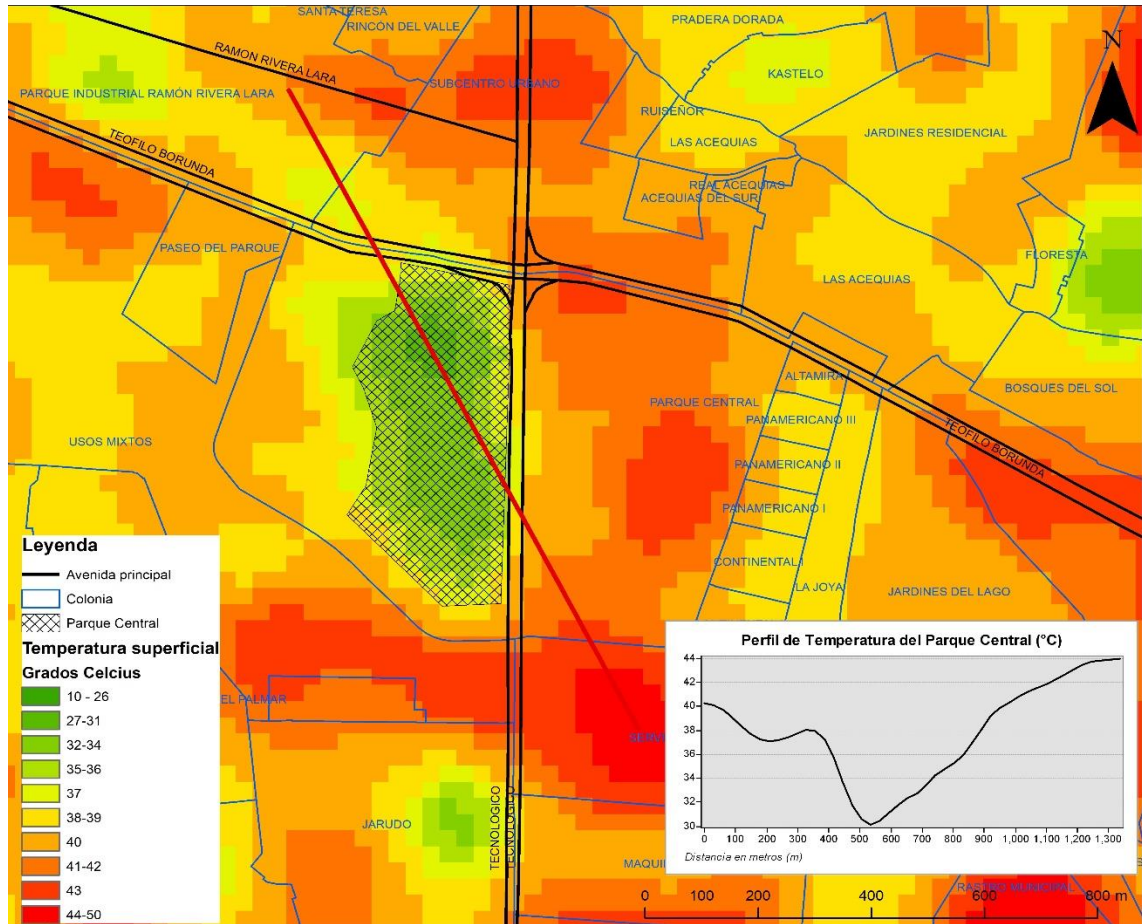 SANTA TERESA
RINCÓN DEL VALLE
PRADERA DORADA
N
RAMON RIVERA LARA
SUBCENTRO URBANO
KASTELO
PARQUE INDUSTRIAL RAMÓN RIVERA LARA
RUISEÑOR
TEOFILO BORUNDA
LAS ACEQUIAS
JARDINES RESIDENCIAL
REAL ACEQUIAS
ACEQUIAS DEL SUR
PASEO DEL PARQUE
FLORESTA
LAS ACEQUIAS
ALTAMIRA
BOSQUES DEL SOL
PARQUE CENTRAL
PANAMERICANO III
TEOFILO BORUNDA
USOS MIXTOS
PANAMERICANO II
PANAMERICANO I
CONTINENTAL I
LA JOYA
JARDINES DEL LAGO
Leyenda
Avenida principal
Colonia
Parque Central
Temperatura superficial
Grados Celcius
10 - 26
27-31
32-34
35-36
37
38-39
40
41-42
43
44-50
EL PALMAR
JARUDO
TECNOLOGICO
TECNOLOGICO
Perfil de Temperatura del Parque Central (°C)
44
42
40
36
34
32
30
0 100 200 300 400 500 600 700 800 900 1,000 1,100 1,200 1,300
Distancia en metros (m)
RASTRO MUNICIPAL
0 100 200 400 600 800 m